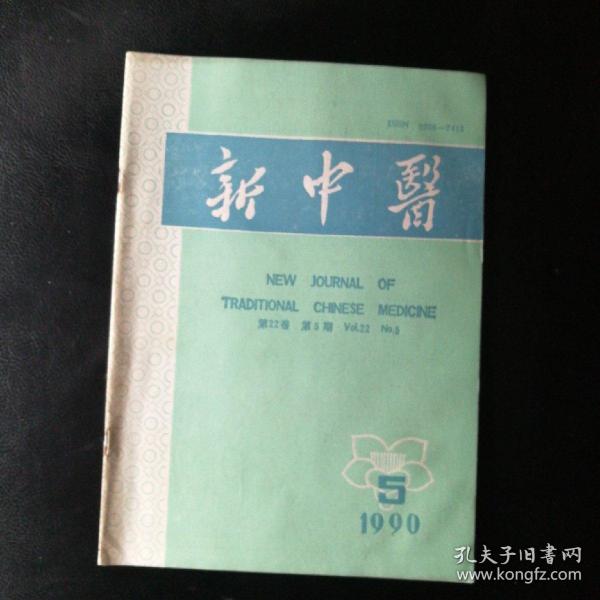 ISSN 0256-7415
新中醫
NEW JOURNAL OF
TRADITIONAL CHINESE MEDICINE
第22卷 第5期 Vol.22 No.5
5
1990
孔夫子旧书网
www.kongfz.com